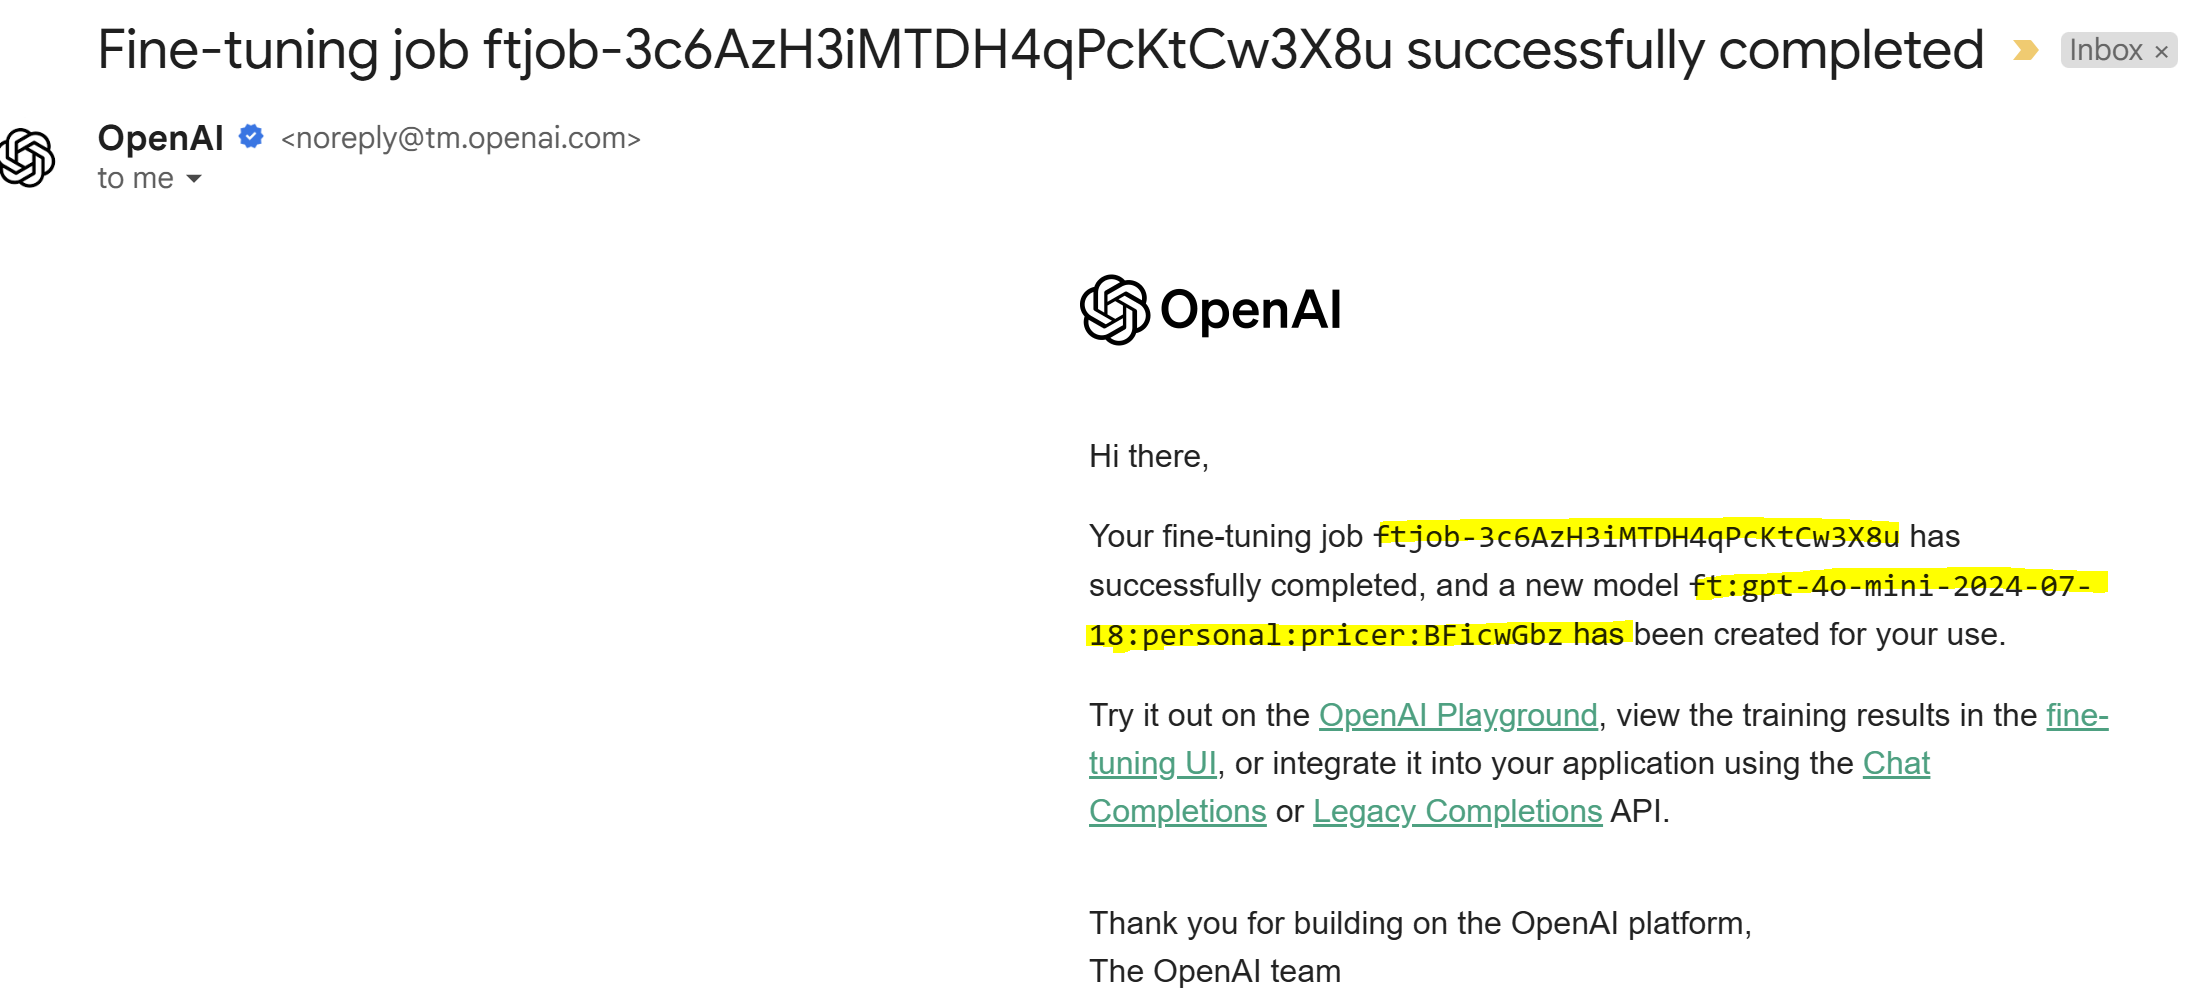 Fine-tuning job ftjob-3c6AzH3iMTDH4qPcKtCw3X8u successfully completed Inbox ×
OpenAI <noreply@tm.openai.com>
to me
OpenAI
Hi there,
Your fine-tuning job ftjob-3c6AzH3iMTDH4qPcKtCw3X8u has
successfully completed, and a new model ft:gpt-4o-mini-2024-07-
18:personal:pricer:BFicwGbz has been created for your use.
Try it out on the OpenAI Playground, view the training results in the fine-
tuning UI, or integrate it into your application using the Chat
Completions or Legacy Completions API.
Thank you for building on the OpenAI platform,
The OpenAI team